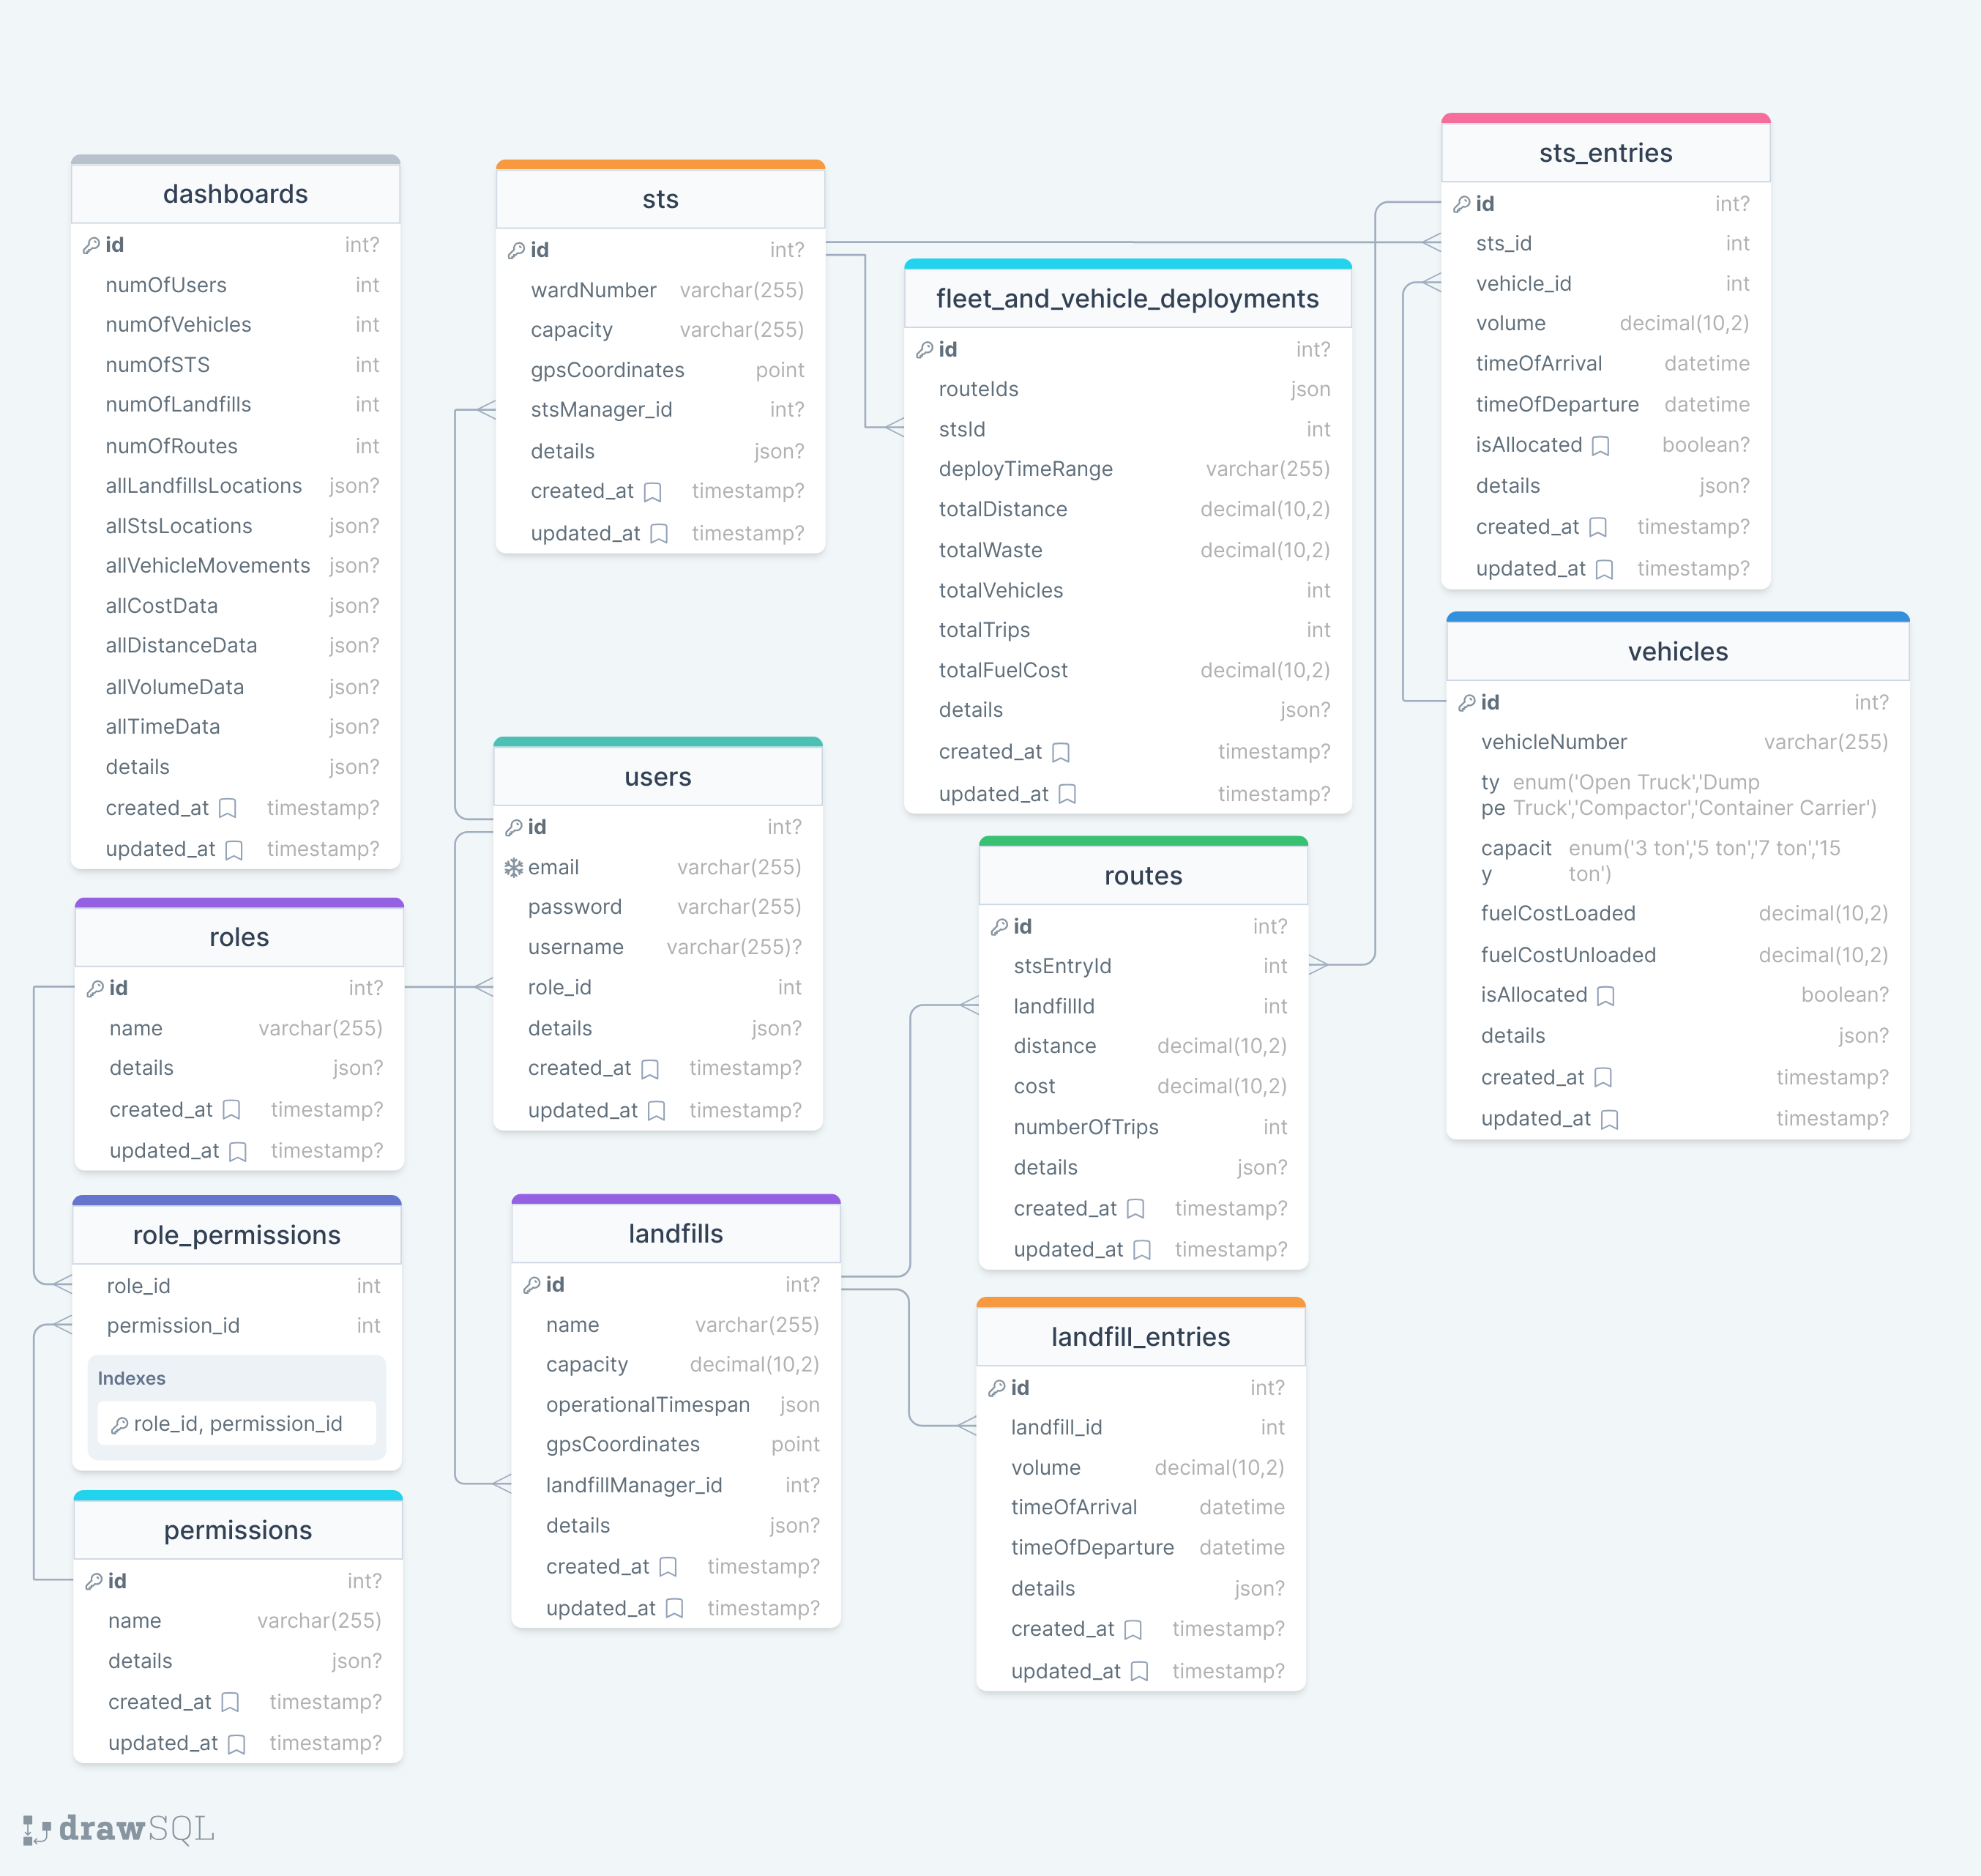 dashboards
id int?
numOfUsers int
numOfVehicles int
numOfSTS int
numOfLandfills int
numOfRoutes int
allLandfillsLocations json?
allStsLocations json?
allVehicleMovements json?
allCostData json?
allDistanceData json?
allVolumeData json?
allTimeData json?
details json?
created_at timestamp?
updated_at timestamp?
roles
id int?
name varchar(255)
details json?
created_at timestamp?
updated_at timestamp?
role_permissions
role_id int
permission_id int
Indexes
role_id, permission_id
permissions
id int?
name varchar(255)
details json?
created_at timestamp?
updated_at timestamp?
sts
id int?
wardNumber varchar(255)
capacity varchar(255)
gpsCoordinates point
stsManager_id int?
details json?
created_at timestamp?
updated_at timestamp?
users
id int?
email varchar(255)
password varchar(255)
username varchar(255)?
role_id int
details json?
created_at timestamp?
updated_at timestamp?
landfills
id int?
name varchar(255)
capacity decimal(10,2)
operationalTimespan json
gpsCoordinates point
landfillManager_id int?
details json?
created_at timestamp?
updated_at timestamp?
fleet_and_vehicle_deployments
id int?
routeIds json
stsId int
deployTimeRange varchar(255)
totalDistance decimal(10,2)
totalWaste decimal(10,2)
totalVehicles int
totalTrips int
totalFuelCost decimal(10,2)
details json?
created_at timestamp?
updated_at timestamp?
routes
id int?
stsEntryId int
landfillId int
distance decimal(10,2)
cost decimal(10,2)
numberOfTrips int
details json?
created_at timestamp?
updated_at timestamp?
landfill_entries
id int?
landfill_id int
volume decimal(10,2)
timeOfArrival datetime
timeOfDeparture datetime
details json?
created_at timestamp?
updated_at timestamp?
sts_entries
id int?
sts_id int
vehicle_id int
volume decimal(10,2)
timeOfArrival datetime
timeOfDeparture datetime
isAllocated boolean?
details json?
created_at timestamp?
updated_at timestamp?
vehicles
id int?
vehicleNumber varchar(255)
ty enum('Open Truck','Dump
pe Truck','Compactor','Container Carrier')
capacit enum('3 ton','5 ton','7 ton','15
y ton')
fuelCostLoaded decimal(10,2)
fuelCostUnloaded decimal(10,2)
isAllocated boolean?
details json?
created_at timestamp?
updated_at timestamp?
drawSQL